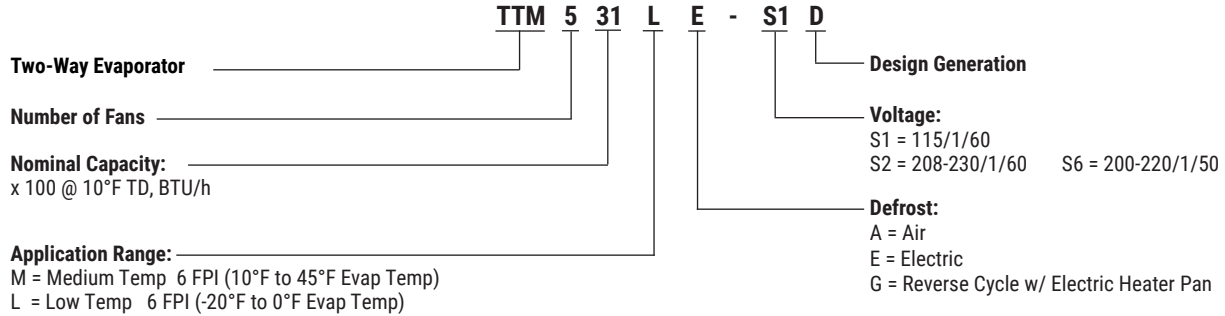 TTM 5 31 L E - S1 D
Two-Way Evaporator
Number of Fans
Nominal Capacity:
x 100 @ 10°F TD, BTU/h
Application Range:
M = Medium Temp 6 FPI (10°F to 45°F Evap Temp)
L = Low Temp 6 FPI (-20°F to 0°F Evap Temp)
Design Generation
Voltage:
S1 = 115/1/60
S2 = 208-230/1/60 S6 = 200-220/1/50
Defrost:
A = Air
E = Electric
G = Reverse Cycle w/ Electric Heater Pan